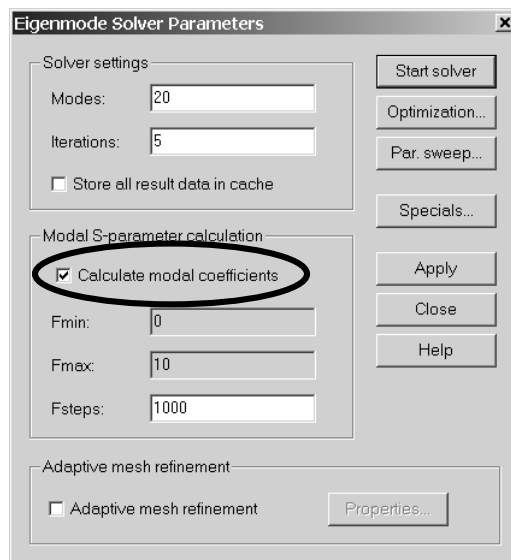 Eigenmode Solver Parameters
Solver settings
Modes: 20
Iterations: 5
Store all result data in cache
Start solver
Optimization...
Par. sweep...
Specials...
Modal S-parameter calculation
Calculate modal coefficients
Fmin: 0
Fmax: 10
Fsteps: 1000
Apply
Close
Help
Adaptive mesh refinement
Adaptive mesh refinement
Properties...